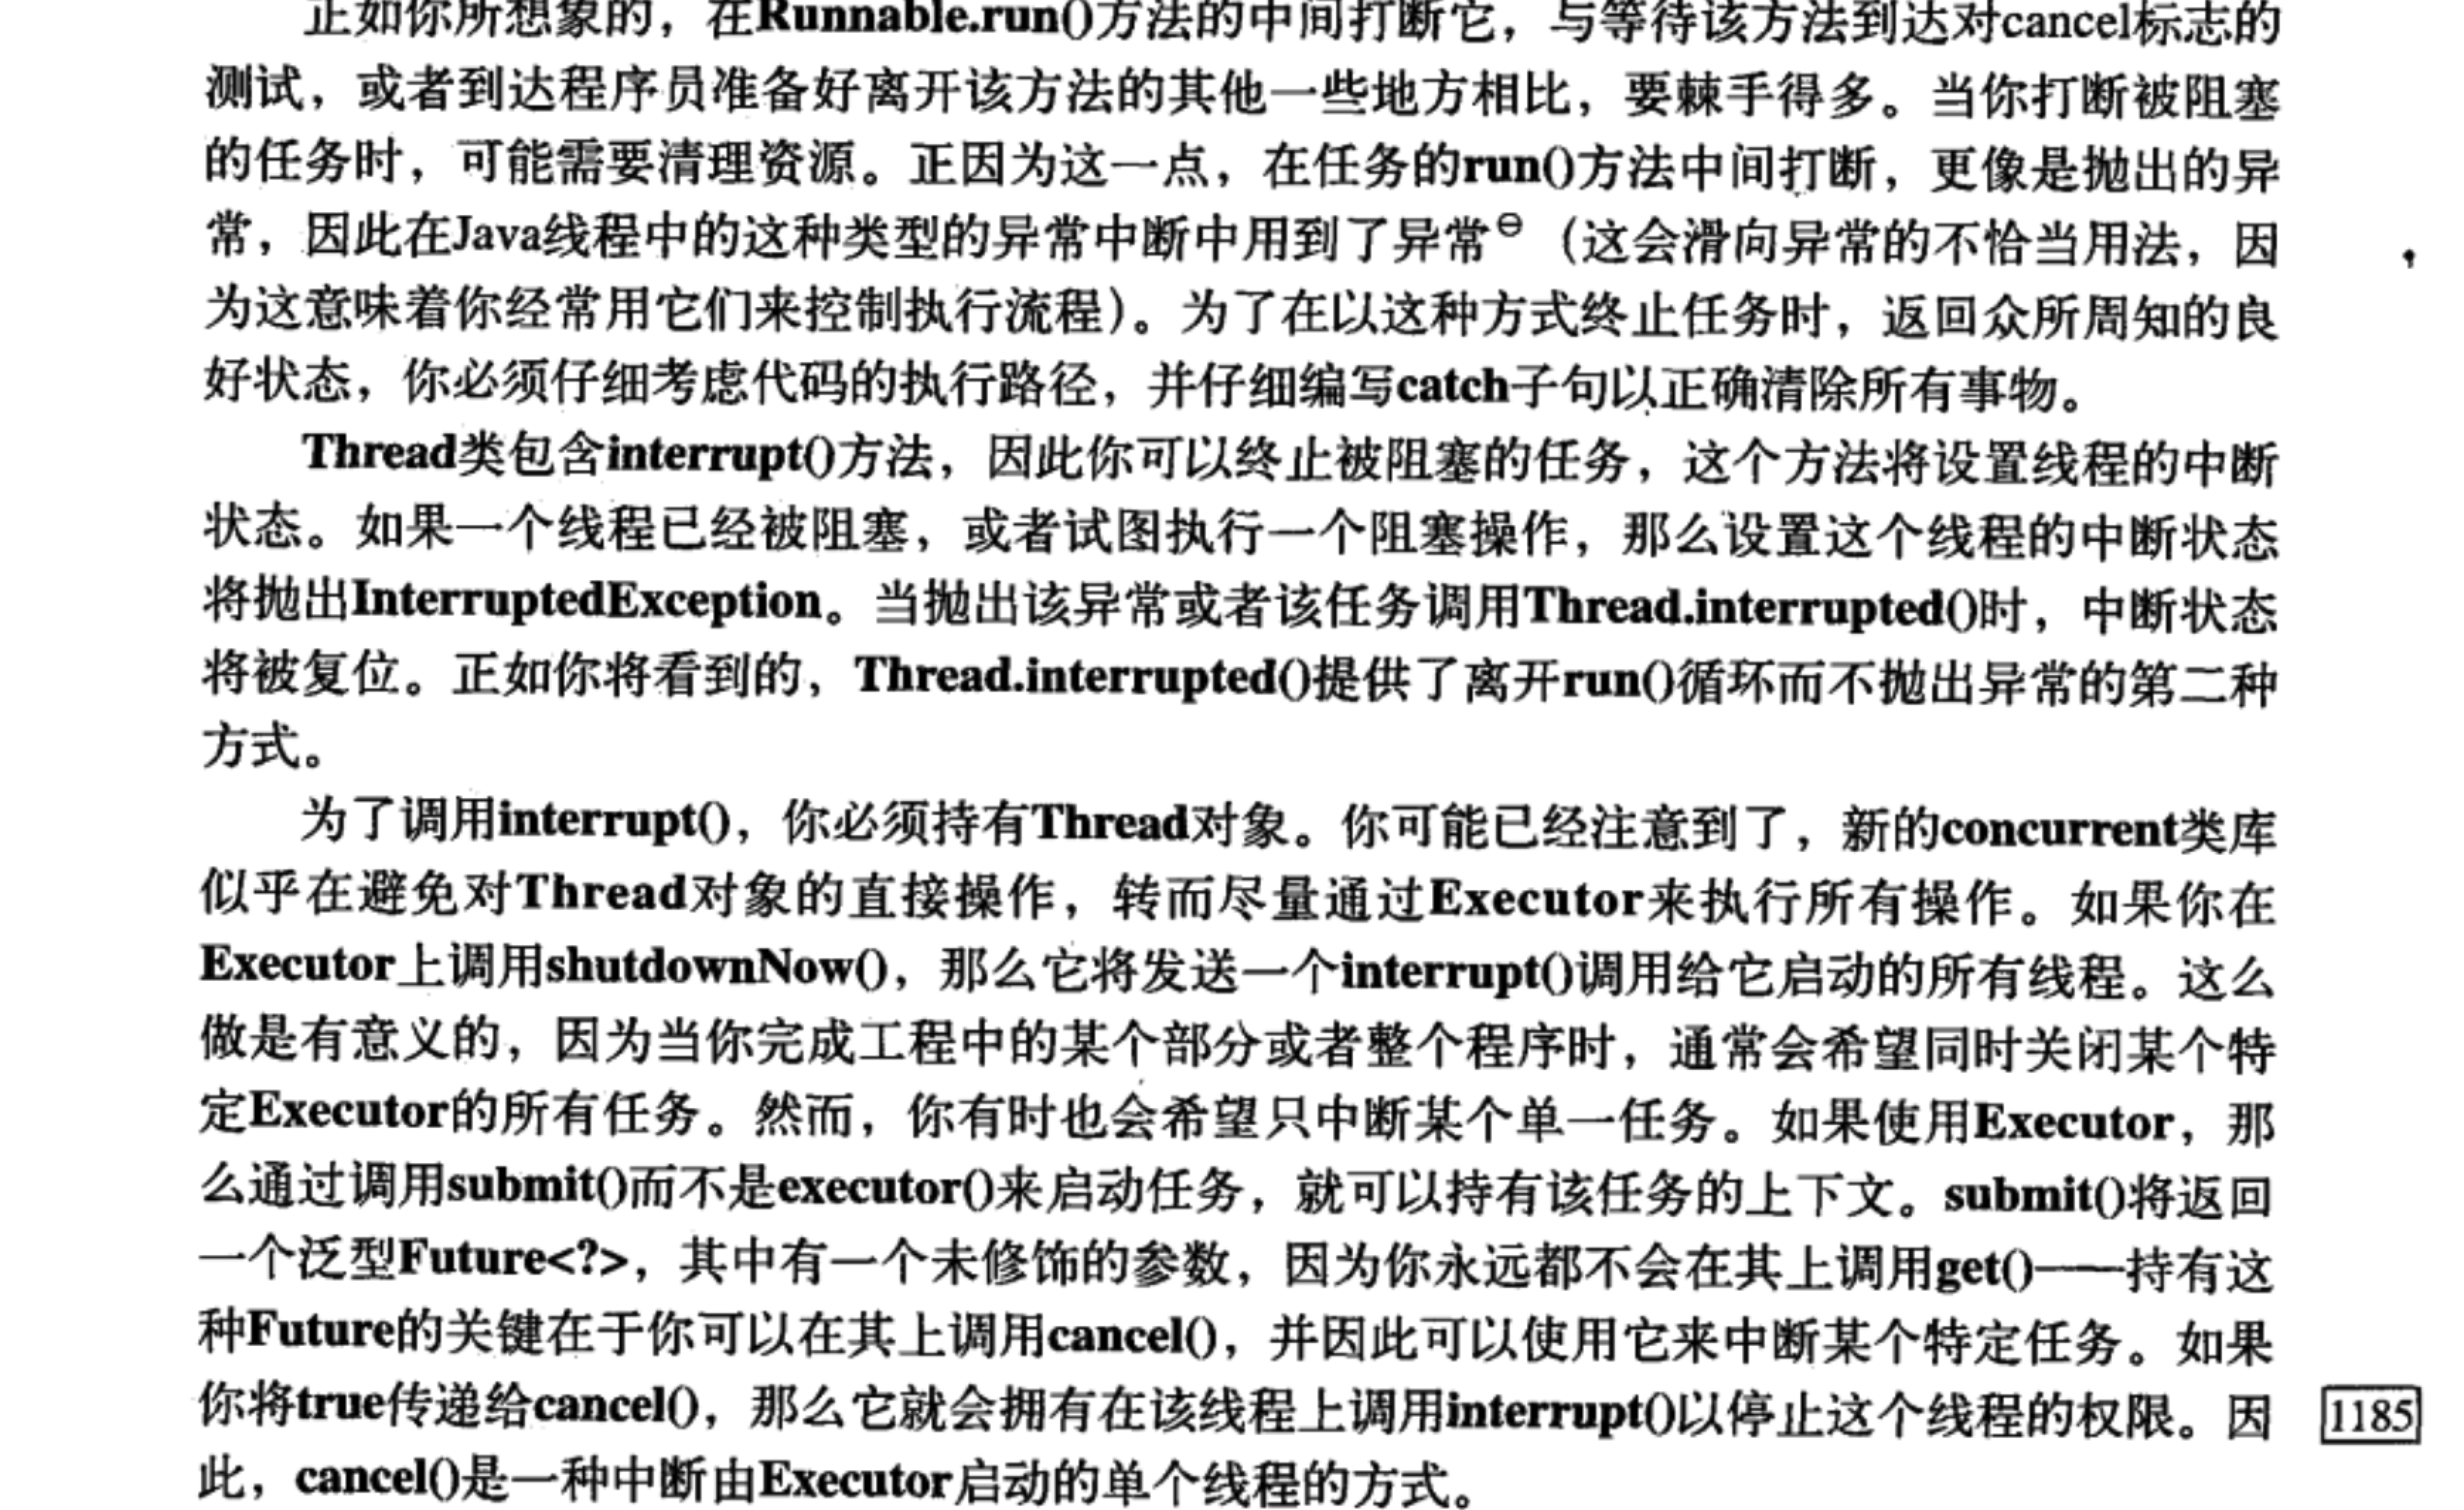 正如你所想象的，在Runnable.run()方法的中间打断它，与等待该方法到达对cancel标志的
测试，或者到达程序员准备好离开该方法的其他一些地方相比，要棘手得多。当你打断被阻塞
的任务时，可能需要清理资源。正因为这一点，在任务的run()方法中间打断，更像是抛出的异
常，因此在Java线程中的这种类型的异常中断中用到了异常⊖（这会滑向异常的不恰当用法，因
为这意味着你经常用它们来控制执行流程）。为了在以这种方式终止任务时，返回众所周知的良
好状态，你必须仔细考虑代码的执行路径，并仔细编写catch子句以正确清除所有事物。
Thread类包含interrupt()方法，因此你可以终止被阻塞的任务，这个方法将设置线程的中断
状态。如果一个线程已经被阻塞，或者试图执行一个阻塞操作，那么设置这个线程的中断状态
将抛出InterruptedException。当抛出该异常或者该任务调用Thread.interrupted()时，中断状态
将被复位。正如你将看到的，Thread.interrupted()提供了离开run()循环而不抛出异常的第二种
方式。
为了调用interrupt()，你必须持有Thread对象。你可能已经注意到了，新的concurrent类库
似乎在避免对Thread对象的直接操作，转而尽量通过Executor来执行所有操作。如果你在
Executor上调用shutdownNow()，那么它将发送一个interrupt()调用给它启动的所有线程。这么
做是有意义的，因为当你完成工程中的某个部分或者整个程序时，通常会希望同时关闭某个特
定Executor的所有任务。然而，你有时也会希望只中断某个单一任务。如果使用Executor，那
么通过调用submit()而不是executor()来启动任务，就可以持有该任务的上下文。submit()将返回
一个泛型Future<?>，其中有一个未修饰的参数，因为你永远都不会在其上调用get()——持有这
种Future的关键在于你可以在其上调用cancel()，并因此可以使用它来中断某个特定任务。如果
你将true传递给cancel()，那么它就会拥有在该线程上调用interrupt()以停止这个线程的权限。因
此，cancel()是一种中断由Executor启动的单个线程的方式。
1185